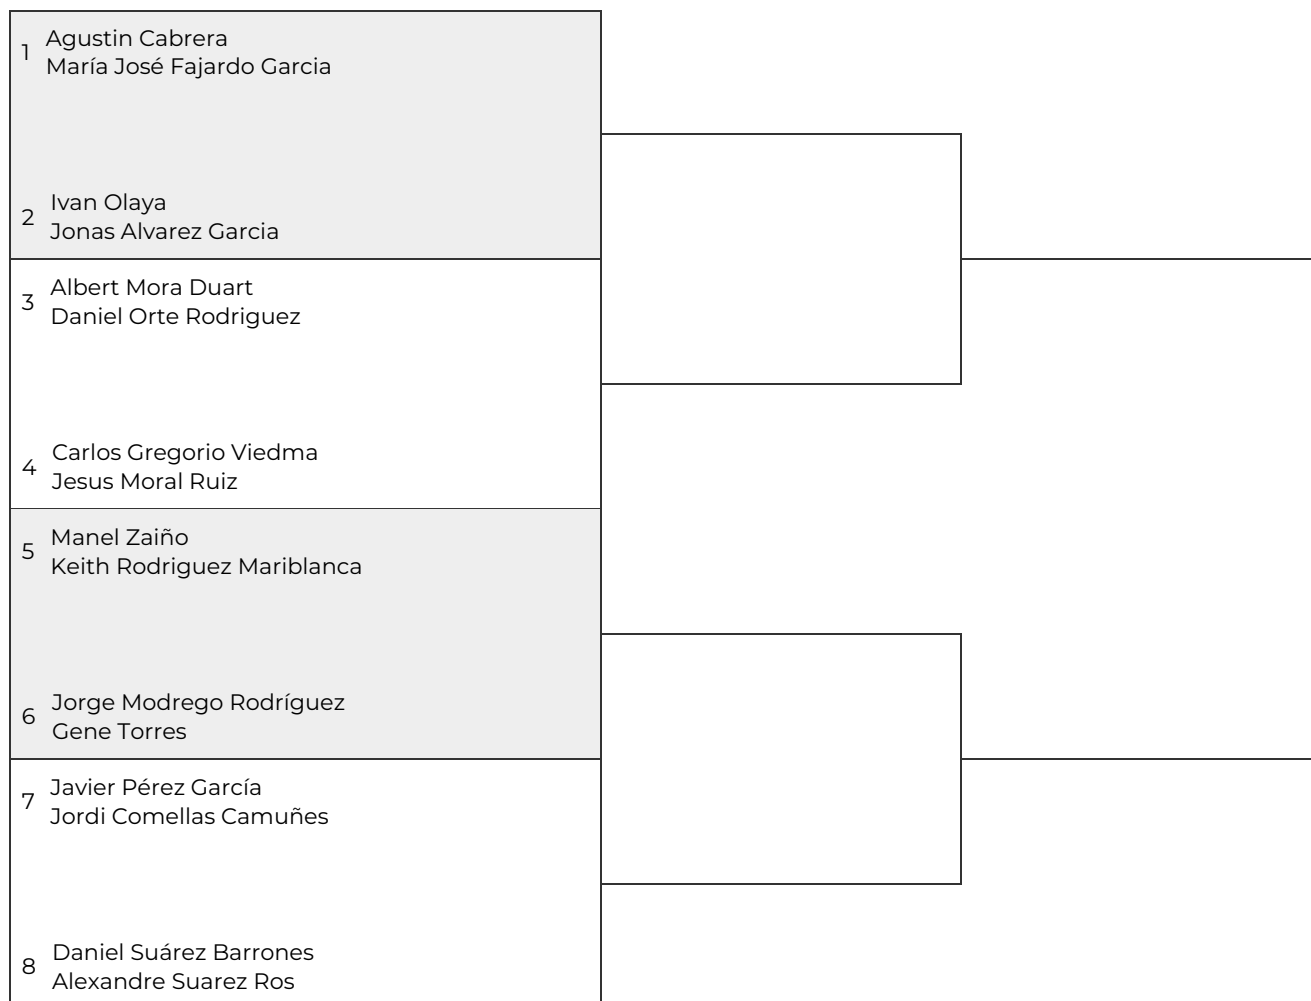 1 Agustin Cabrera
María José Fajardo Garcia
2 Ivan Olaya
Jonas Alvarez Garcia
3 Albert Mora Duart
Daniel Orte Rodriguez
4 Carlos Gregorio Viedma
Jesus Moral Ruiz
5 Manel Zaiño
Keith Rodriguez Mariblanca
6 Jorge Modrego Rodríguez
Gene Torres
7 Javier Pérez García
Jordi Comellas Camuñes
8 Daniel Suárez Barrones
Alexandre Suarez Ros